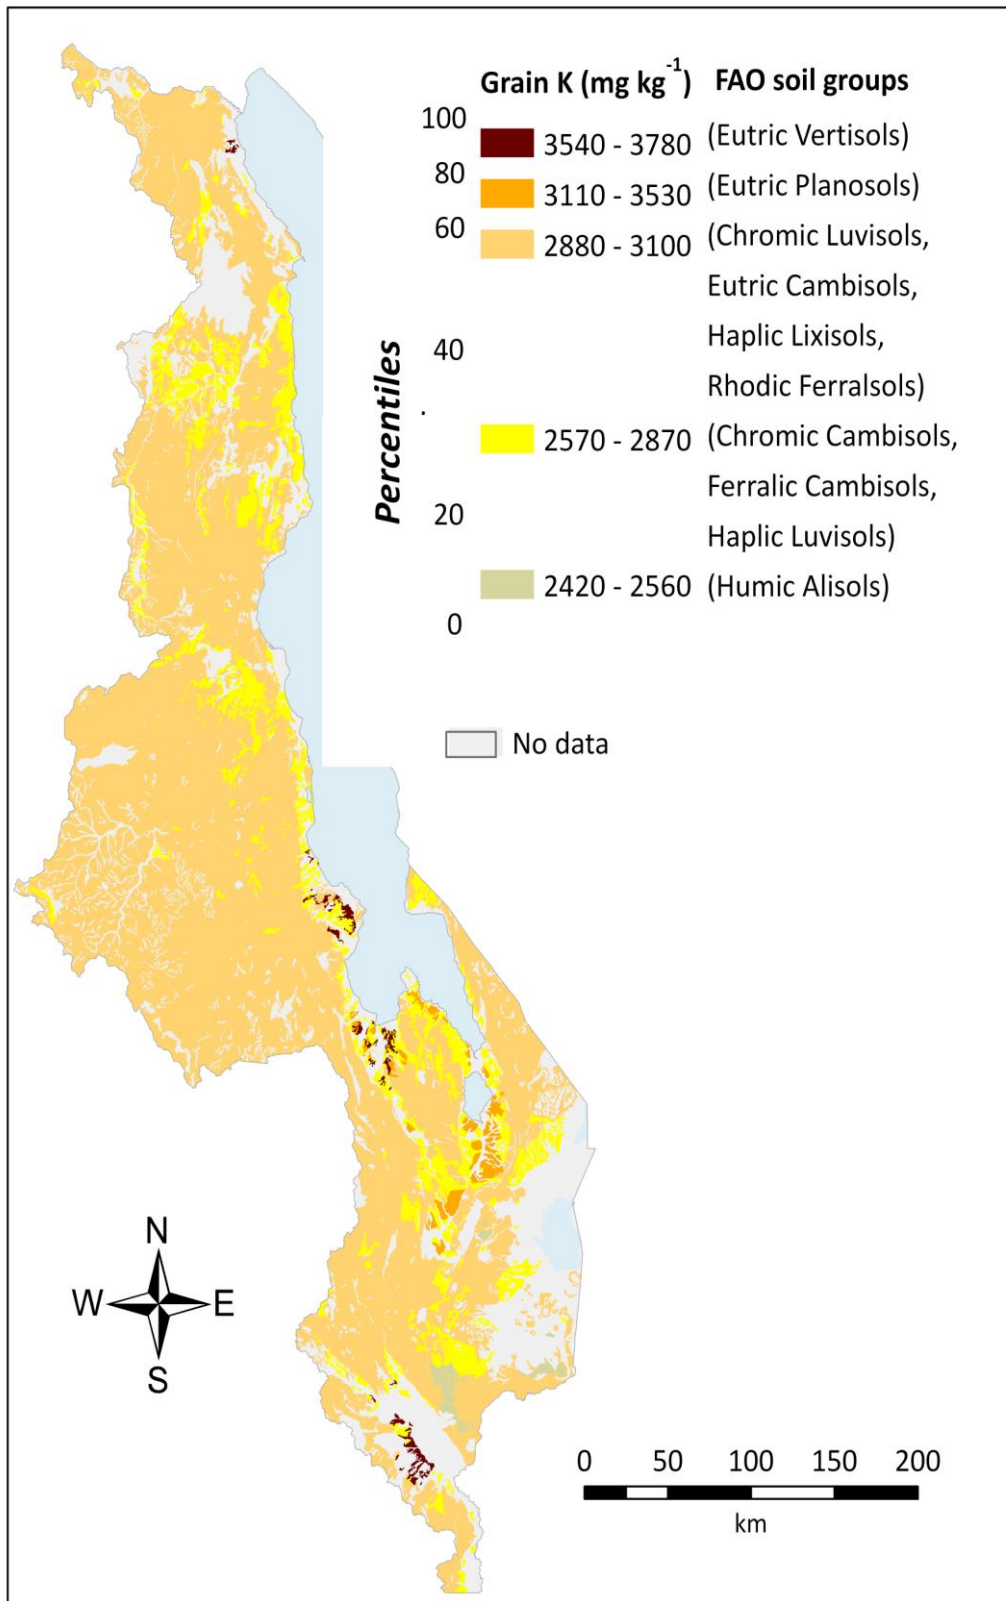 Grain K (mg kg⁻¹) FAO soil groups
100
3540 - 3780 (Eutric Vertisols)
80
3110 - 3530 (Eutric Planosols)
60
2880 - 3100 (Chromic Luvisols,
Eutric Cambisols,
Haplic Lixisols,
40
Rhodic Ferralsols)
Percentiles
2570 - 2870 (Chromic Cambisols,
Ferralic Cambisols,
20
Haplic Luvisols)
2420 - 2560 (Humic Alisols)
0
No data
N
W E
S
0 50 100 150 200
km